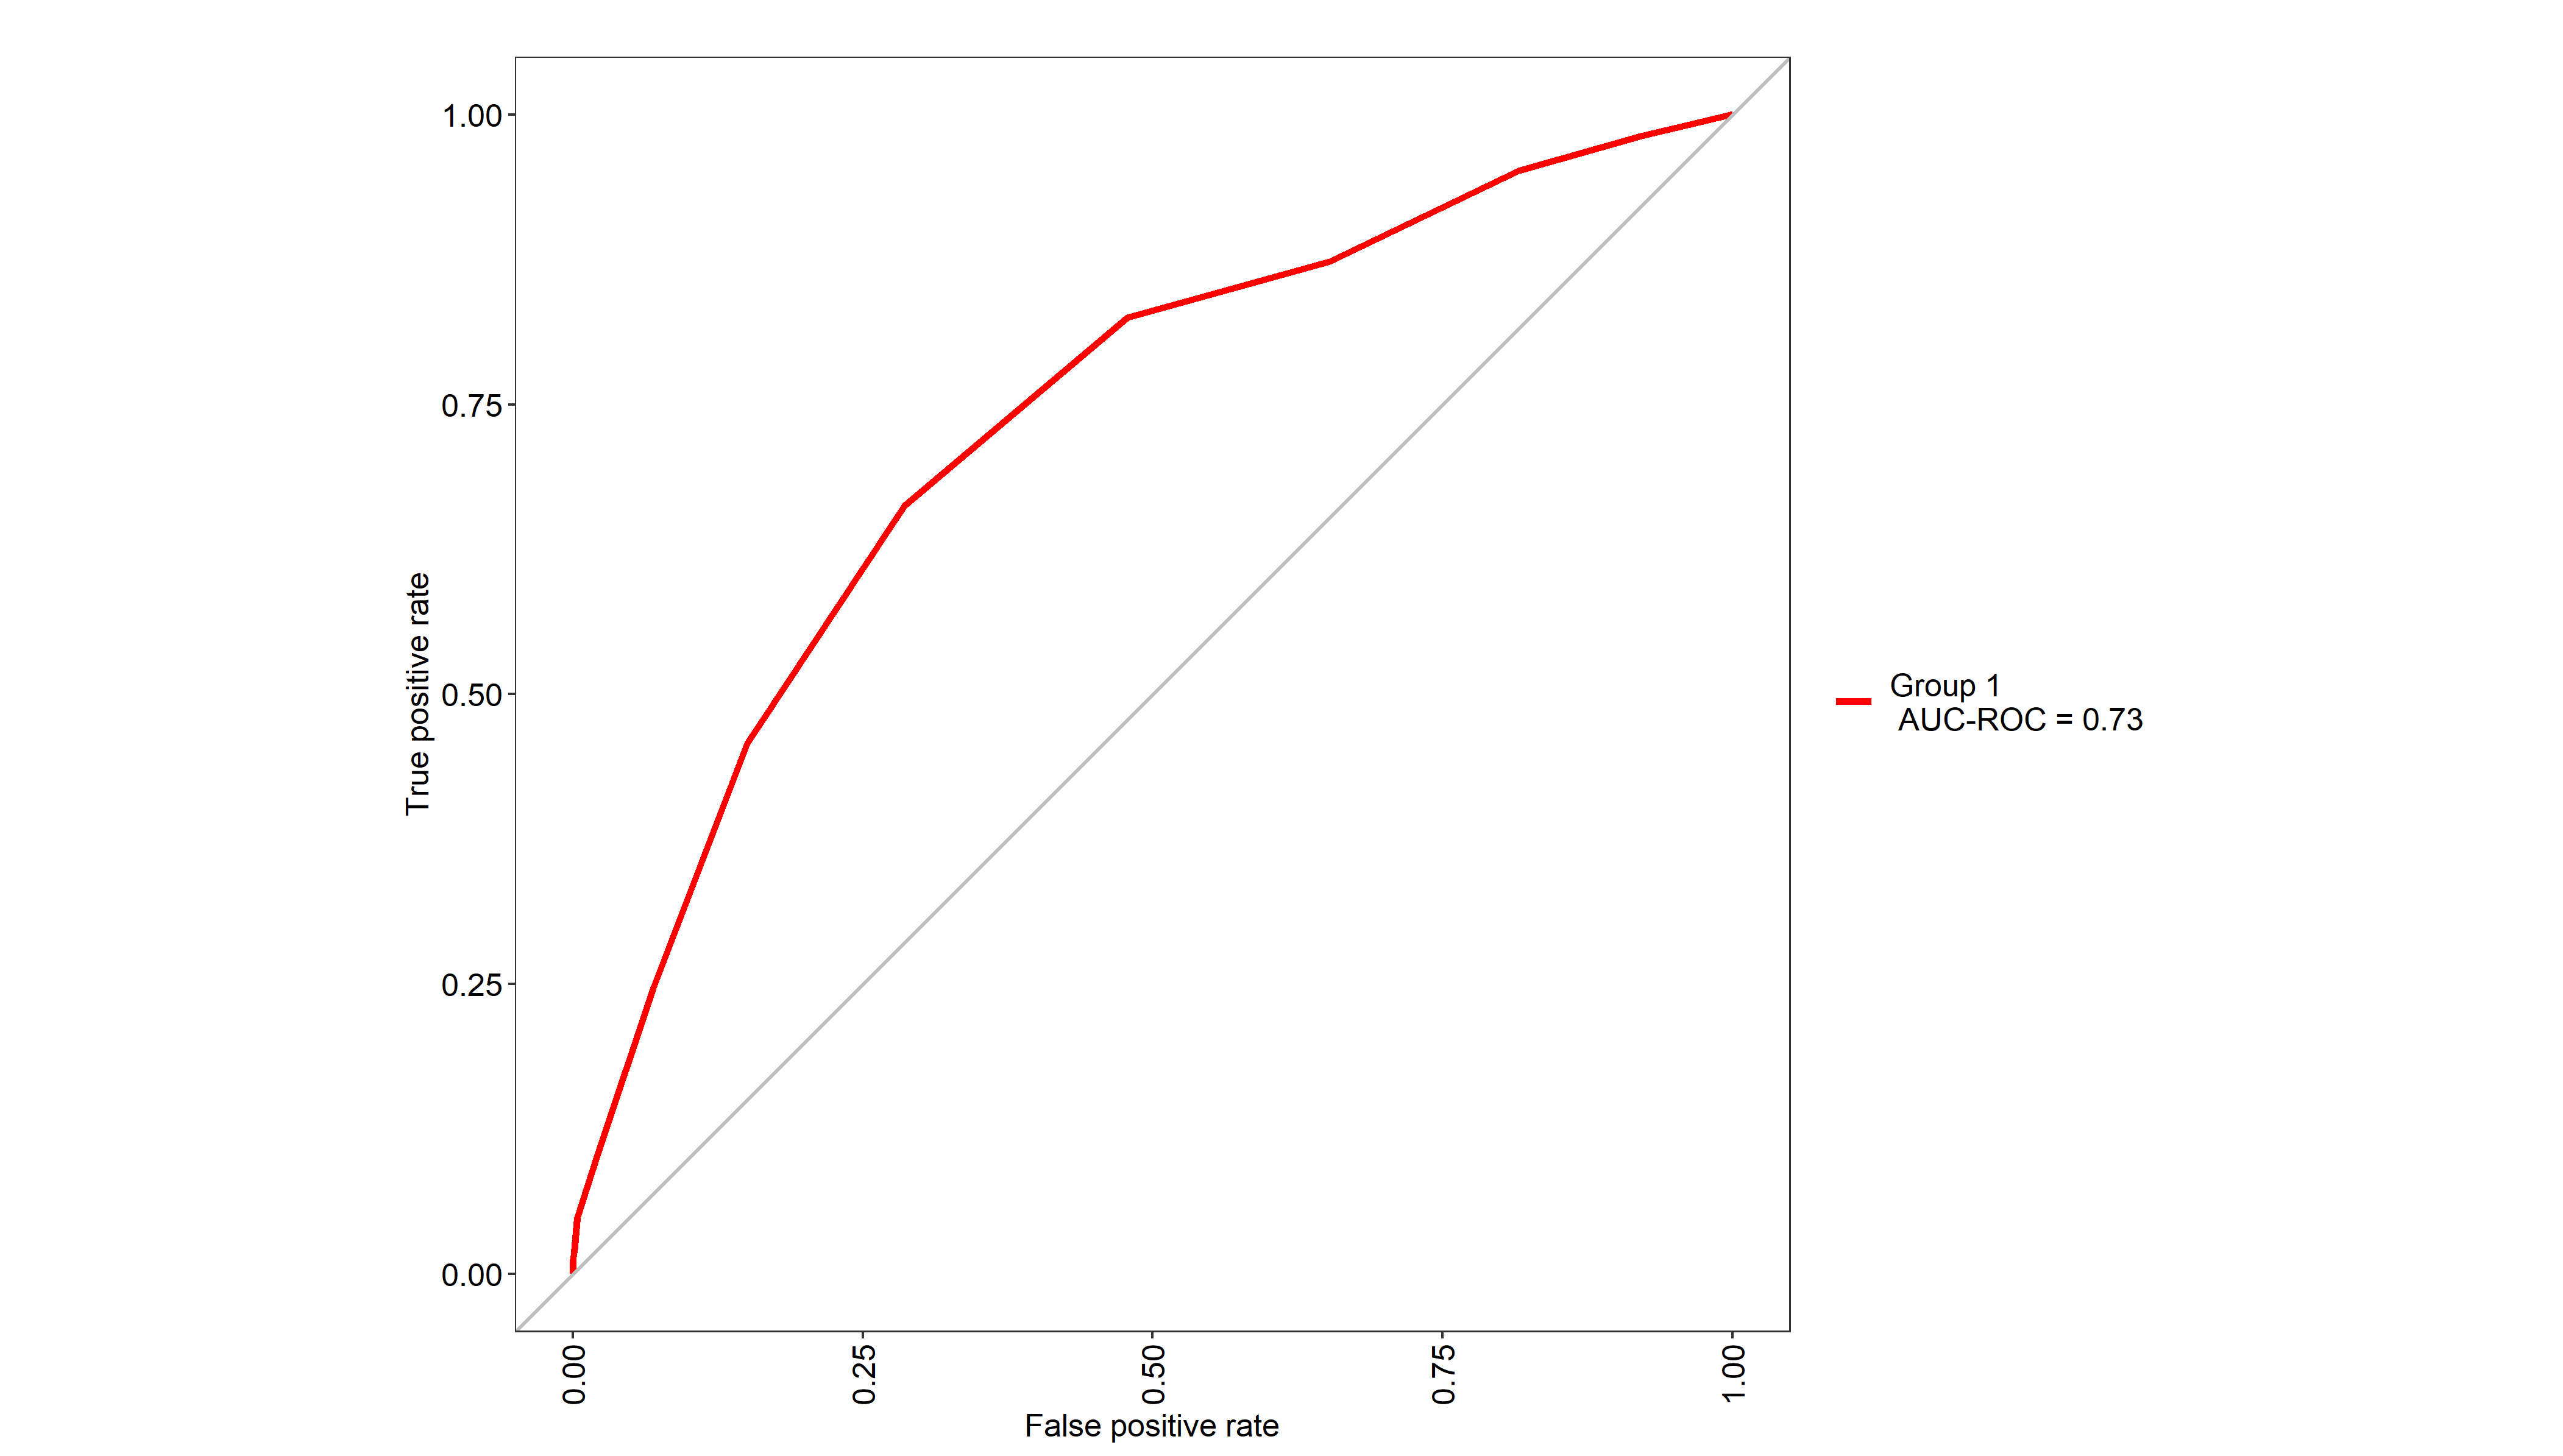 1.00
0.75
0.50
0.25
0.00
True positive rate
0.00
0.25
0.50
0.75
1.00
False positive rate
Group 1
AUC-ROC = 0.73